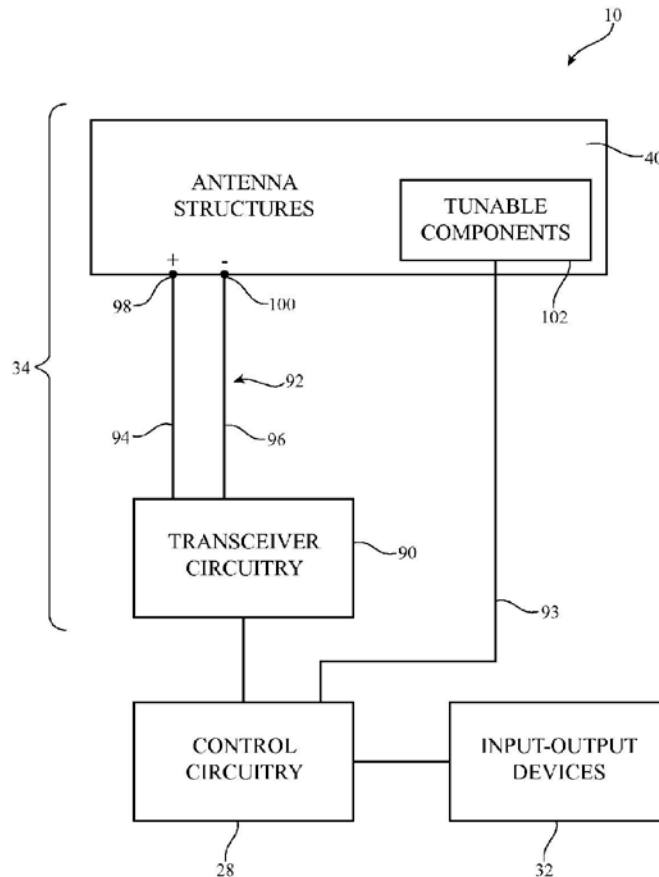 10
40
ANTENNA
STRUCTURES
TUNABLE
COMPONENTS
+
-
98
100
102
34
92
94
96
TRANSCEIVER
CIRCUITRY
90
93
CONTROL
CIRCUITRY
INPUT-OUTPUT
DEVICES
28
32